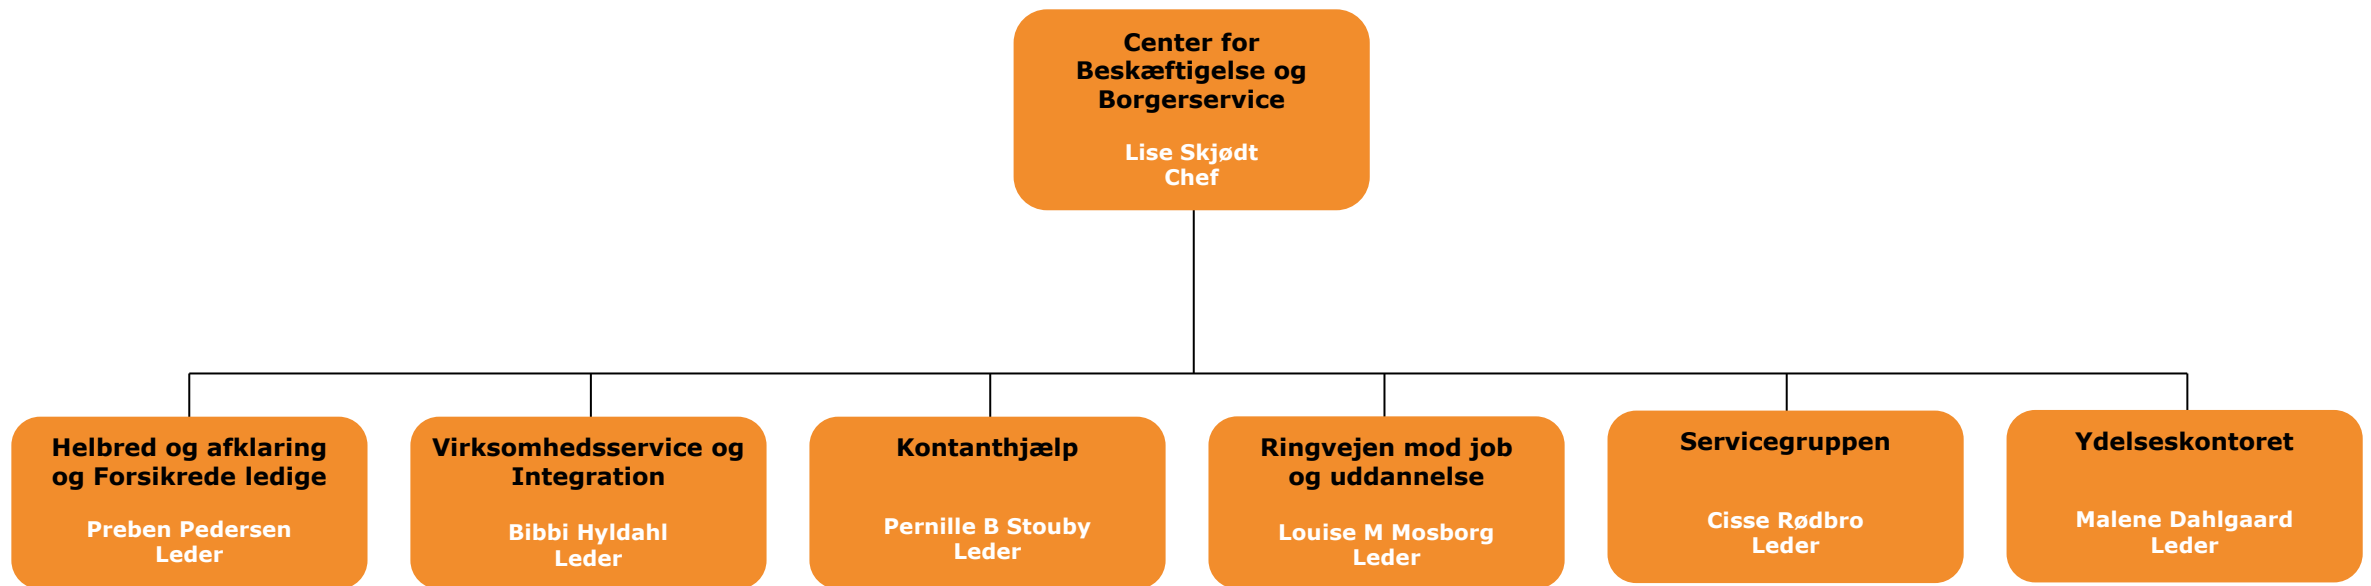 Center for
Beskæftigelse og
Borgerservice
Lise Skjødt
Chef
Helbred og afklaring
og Forsikrede ledige
Preben Pedersen
Leder
Virksomhedsservice og
Integration
Bibbi Hyldahl
Leder
Kontanthjælp
Pernille B Stouby
Leder
Ringvejen mod job
og uddannelse
Louise M Mosborg
Leder
Servicegruppen
Cisse Rødbro
Leder
Ydelseskontoret
Malene Dahlgaard
Leder